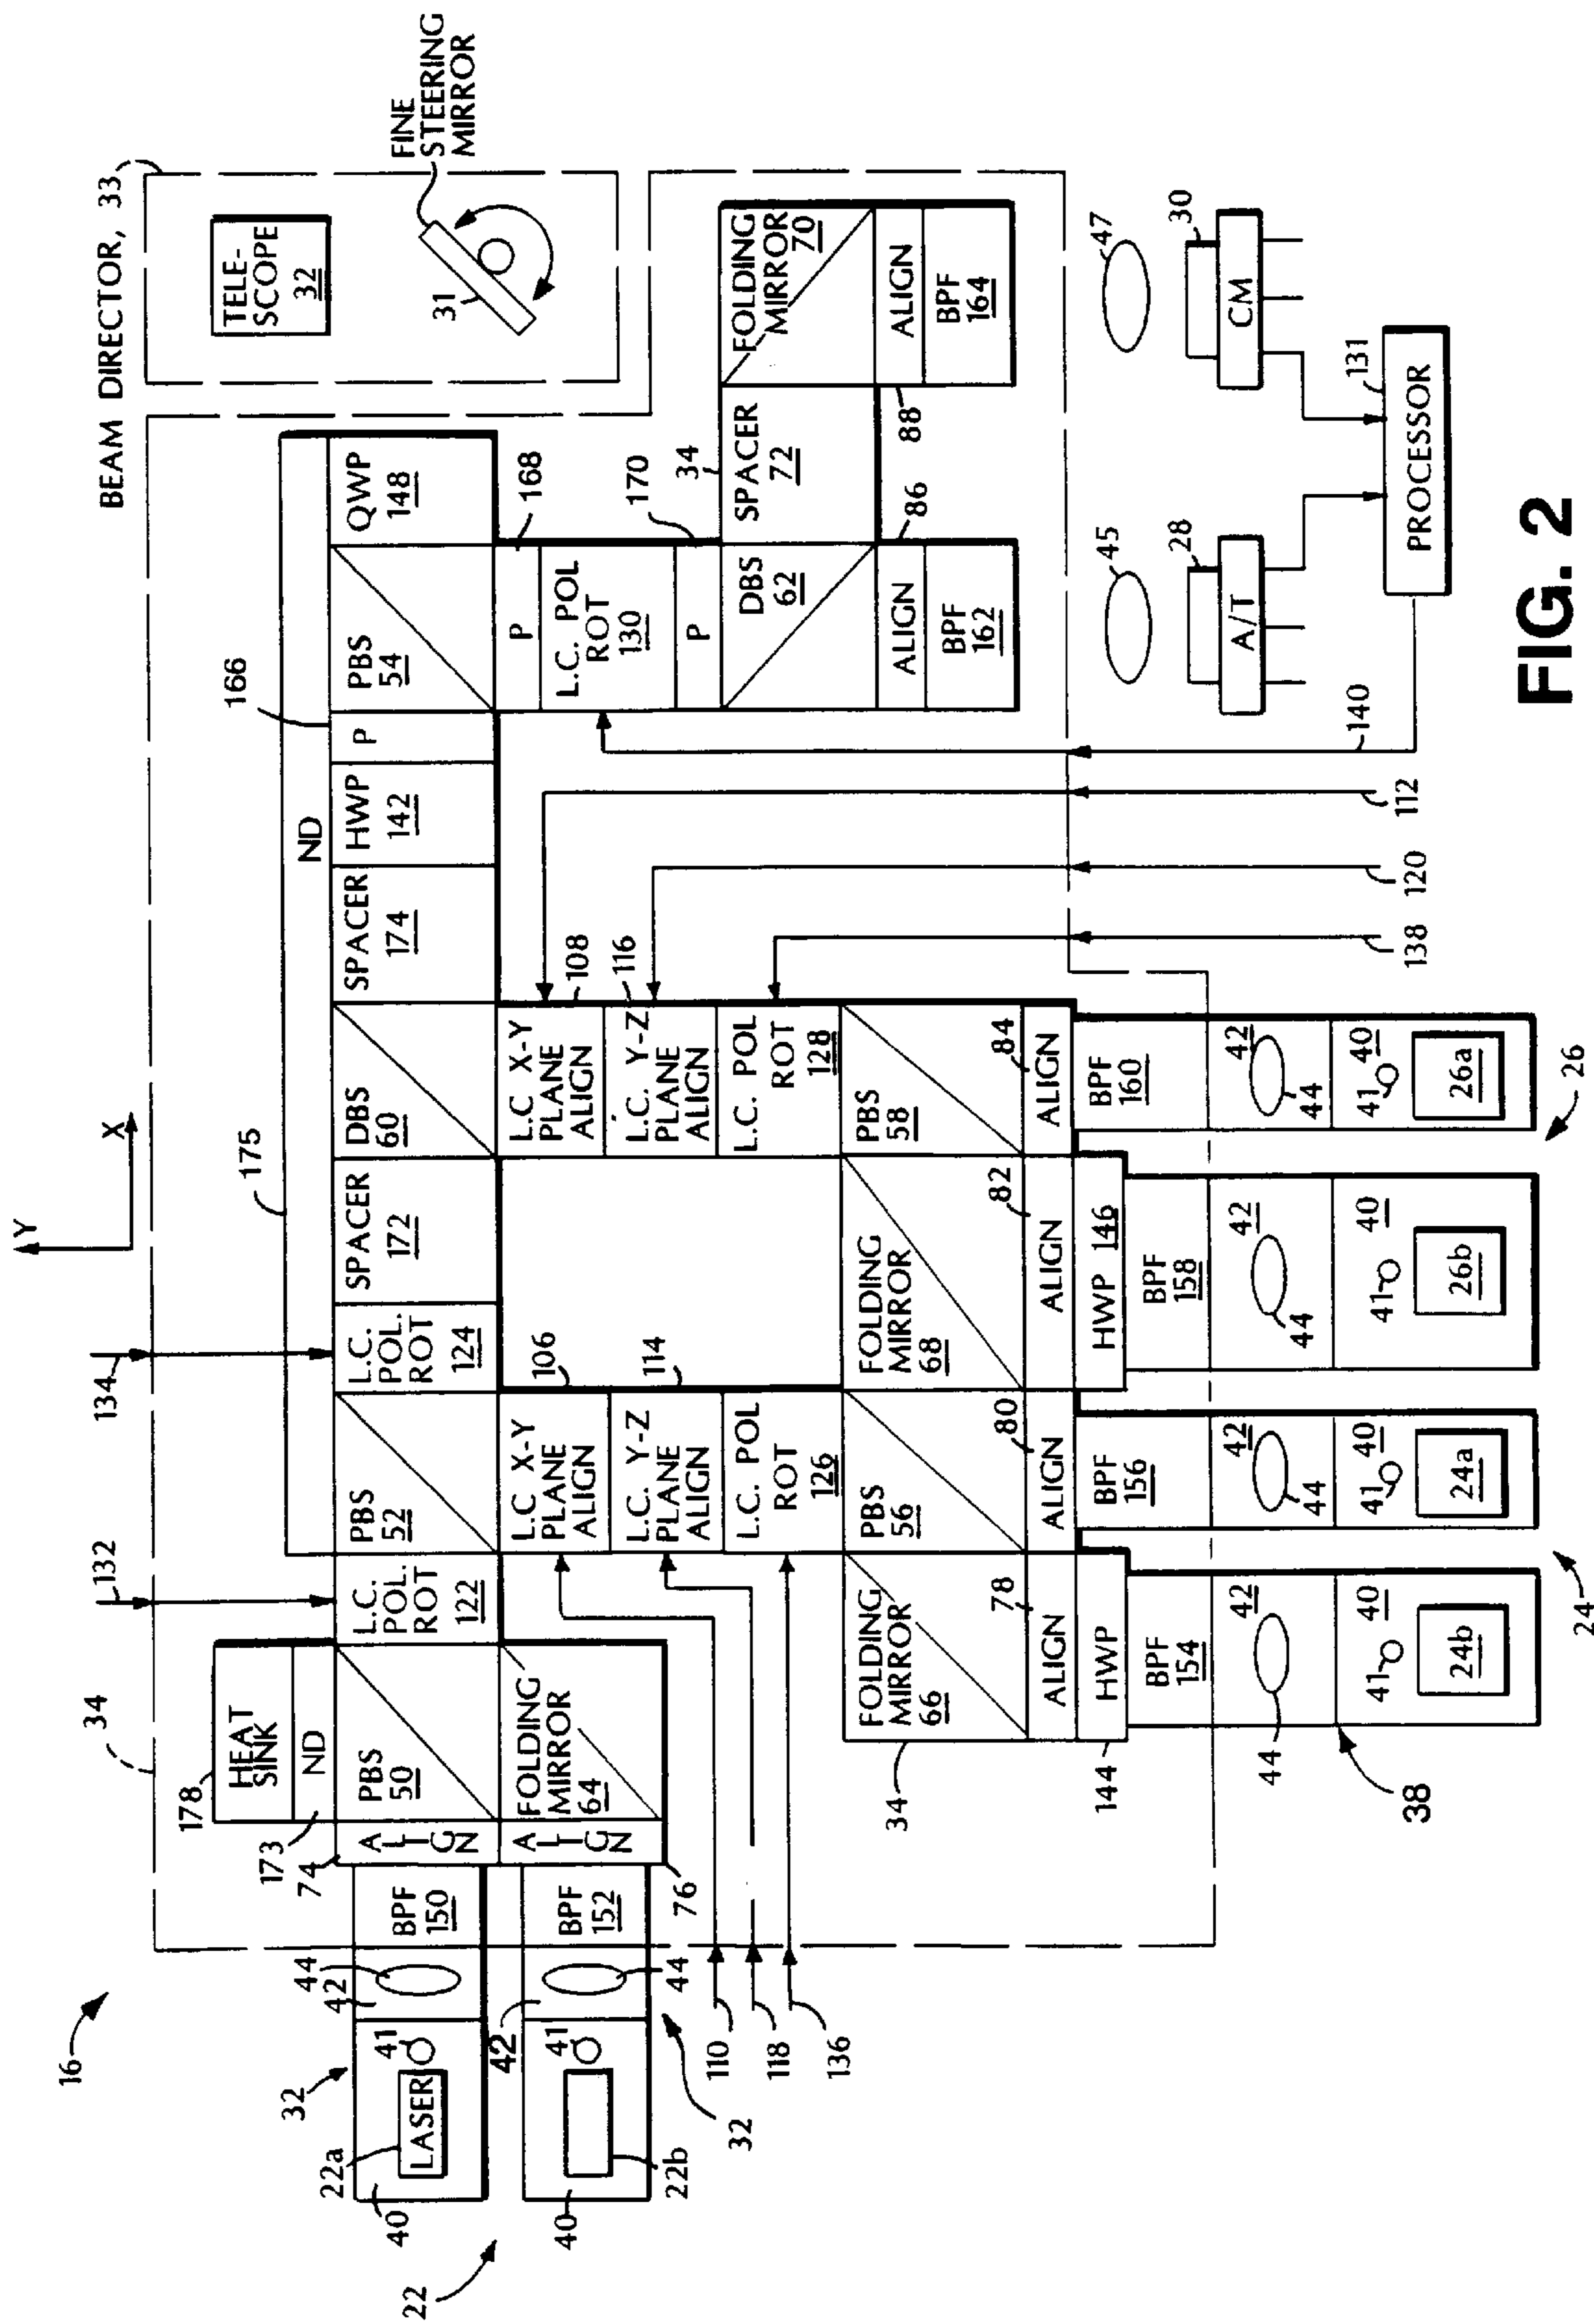 16
34
132
134
Y
X
175
166
BEAM DIRECTOR, 33
TELE-
SCOPE
32
31
FINE
STEERING
MIRROR
178
HEAT
SINK
ND
173
74
A
L
I
G
N
PBS
50
L.C.
POL.
ROT
122
PBS
52
L.C.
POL.
ROT
124
SPACER
172
DBS
60
SPACER
174
HWP
142
ND
P
PBS
54
QWP
148
32
22a
LASER
40
41
42
44
BPF
150
22
40
22b
41
42
44
32
BPF
152
A
L
I
G
N
76
FOLDING
MIRROR
64
110
118
136
L.C X-Y
PLANE
ALIGN
106
L.C. Y-Z
PLANE
ALIGN
114
L.C. POL
ROT
126
L.C X-Y
PLANE
ALIGN
108
L.C. Y-Z
PLANE
ALIGN
116
L.C. POL
ROT
128
P
168
L.C. POL
ROT
130
P
170
DBS
62
34
SPACER
72
FOLDING
MIRROR
70
ALIGN
86
BPF
162
ALIGN
88
BPF
164
34
FOLDING
MIRROR
66
PBS
56
FOLDING
MIRROR
68
PBS
58
78
ALIGN
80
ALIGN
82
ALIGN
84
ALIGN
144
HWP
HWP 146
BPF
154
BPF
156
BPF
158
BPF
160
42
44
42
44
42
44
42
44
38
40
41
24b
40
41
24a
40
41
26b
40
41
26a
24
26
138
120
112
140
45
28
A/T
47
30
CM
131
PROCESSOR
FIG. 2